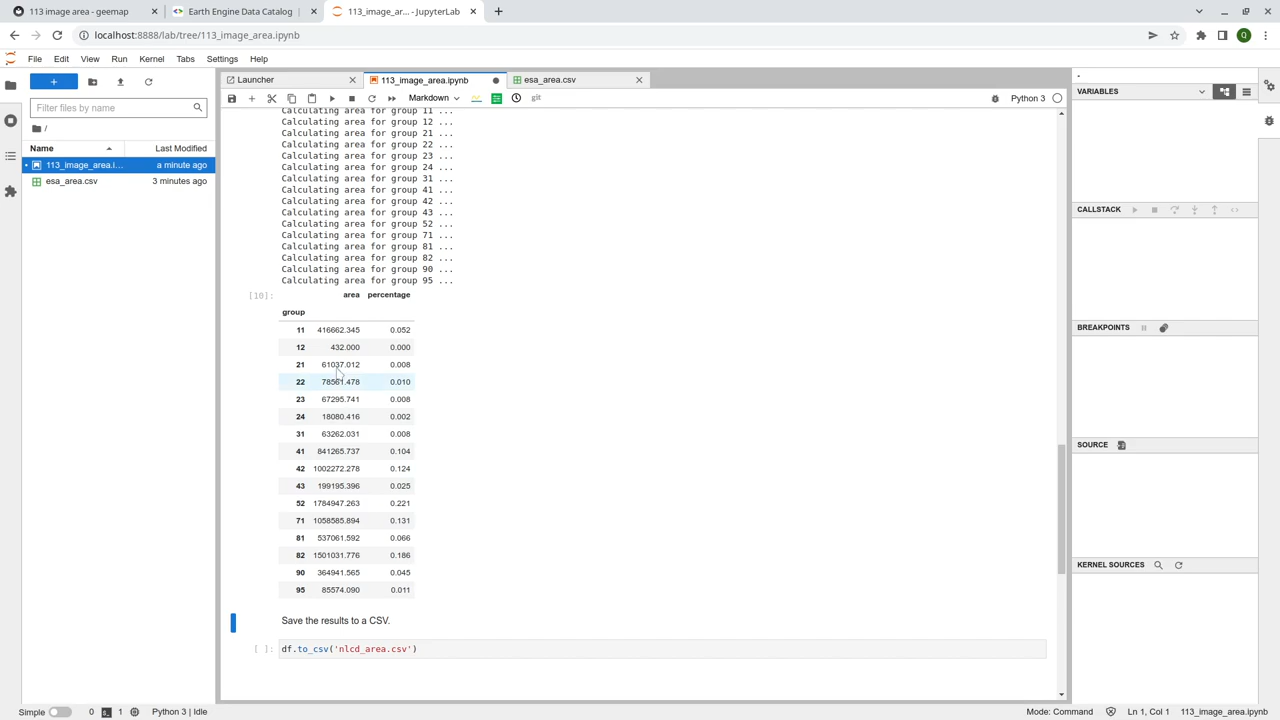 113 image area - geemap
Earth Engine Data Catalog
113_image_ar... - JupyterLab
localhost:8888/lab/tree/113_image_area.ipynb
Q
File Edit View Run Kernel Tabs Settings Help
Filter files by name
/
Name Last Modified
113_image_area.i... a minute ago
esa_area.csv 3 minutes ago
Launcher
113_image_area.ipynb
esa_area.csv
Markdown
git
Python 3
Calculating area for group 11 ...
Calculating area for group 12 ...
Calculating area for group 21 ...
Calculating area for group 22 ...
Calculating area for group 23 ...
Calculating area for group 24 ...
Calculating area for group 31 ...
Calculating area for group 41 ...
Calculating area for group 42 ...
Calculating area for group 43 ...
Calculating area for group 52 ...
Calculating area for group 71 ...
Calculating area for group 81 ...
Calculating area for group 82 ...
Calculating area for group 90 ...
Calculating area for group 95 ...
[10]:
area percentage
group
11 416662.345 0.052
12 432.000 0.000
21 61037.012 0.008
22 78561.478 0.010
23 67295.741 0.008
24 18080.416 0.002
31 63262.031 0.008
41 841265.737 0.104
42 1002272.278 0.124
43 199195.396 0.025
52 1784947.263 0.221
71 1058585.894 0.131
81 537061.592 0.066
82 1501031.776 0.186
90 364941.565 0.045
95 85574.090 0.011
Save the results to a CSV.
[ ]: df.to_csv('nlcd_area.csv')
VARIABLES
CALLSTACK
BREAKPOINTS
SOURCE
KERNEL SOURCES
Simple 0 1 Python 3 | Idle
Mode: Command Ln 1, Col 1 113_image_area.ipynb